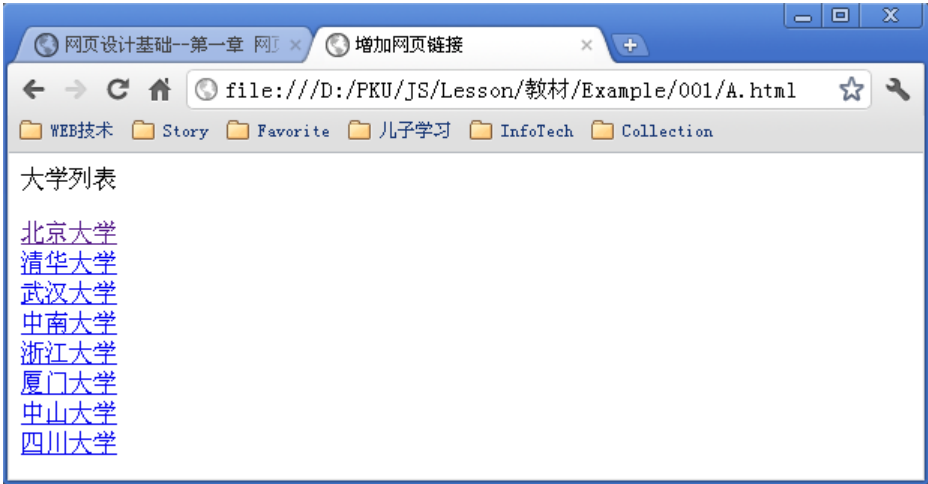 网页设计基础--第一章 网页
增加网页链接
file:///D:/PKU/JS/Lesson/教材/Example/001/A.html
WEB技术 Story Favorite 儿子学习 InfoTech Collection
大学列表
北京大学
清华大学
武汉大学
中南大学
浙江大学
厦门大学
中山大学
四川大学